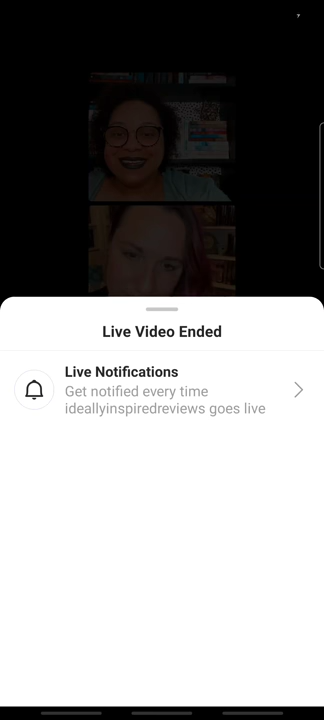 Live Video Ended
Live Notifications
Get notified every time
ideallyinspiredreviews goes live